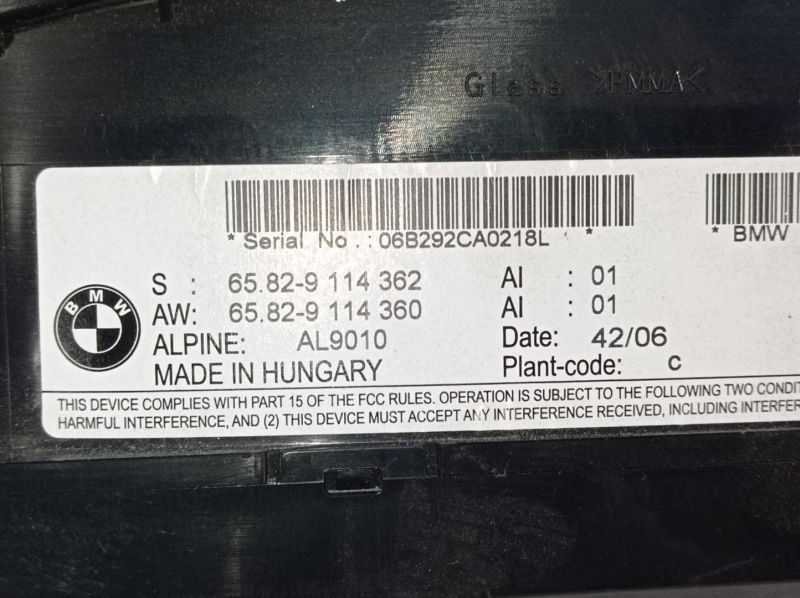 Glass >PMMA<
* Serial No.: 06B292CA0218L *
* BMW
S : 65.82-9 114 362 AI : 01
AW: 65.82-9 114 360 AI : 01
ALPINE: AL9010 Date: 42/06
MADE IN HUNGARY Plant-code: C
BMW
THIS DEVICE COMPLIES WITH PART 15 OF THE FCC RULES. OPERATION IS SUBJECT TO THE FOLLOWING TWO CONDIT
HARMFUL INTERFERENCE, AND (2) THIS DEVICE MUST ACCEPT ANY INTERFERENCE RECEIVED, INCLUDING INTERFER